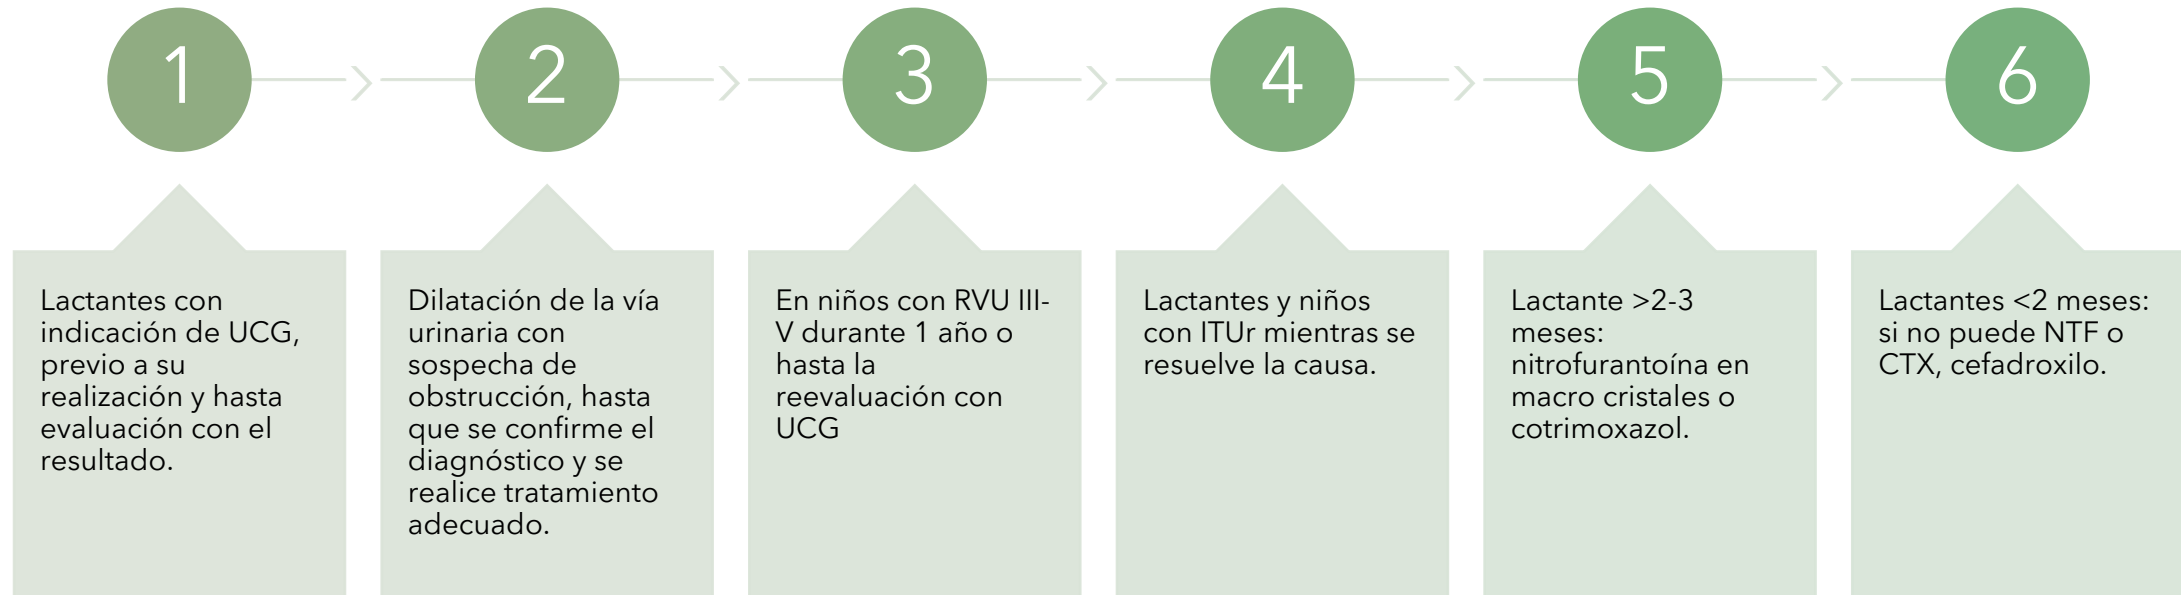 1
2
3
4
5
6
Lactantes con
indicación de UCG,
previo a su
realización y hasta
evaluación con el
resultado.
Dilatación de la vía
urinaria con
sospecha de
obstrucción, hasta
que se confirme el
diagnóstico y se
realice tratamiento
adecuado.
En niños con RVU III-
V durante 1 año o
hasta la
reevaluación con
UCG
Lactantes y niños
con ITUr mientras se
resuelve la causa.
Lactante >2-3
meses:
nitrofurantoína en
macro cristales o
cotrimoxazol.
Lactantes <2 meses:
si no puede NTF o
CTX, cefadroxilo.